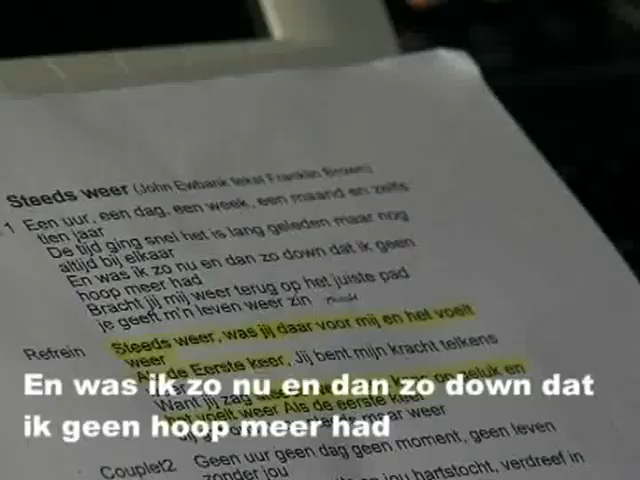 Steeds weer (John Ewbank tekst Franklin Brown)
1 Een uur, een dag, een week, een maand en zelfs
tien jaar
De tijd ging snel het is lang geleden maar nog
altijd bij elkaar
En was ik zo nu en dan zo down dat ik geen
hoop meer had
Bracht jij mij weer terug op het juiste pad
je geeft m'n leven weer zin
Refrein Steeds weer, was jij daar voor mij en het voelt
weer
Als de Eerste keer, Jij bent mijn kracht telkens
Want jij zag
geluk en
voelt weer Als de eerste
maar weer
En was ik zo nu en dan zo down dat
ik geen hoop meer had
Couplet2 Geen uur geen dag geen moment, geen leven
zonder jou
jou hartstocht, verdreef in